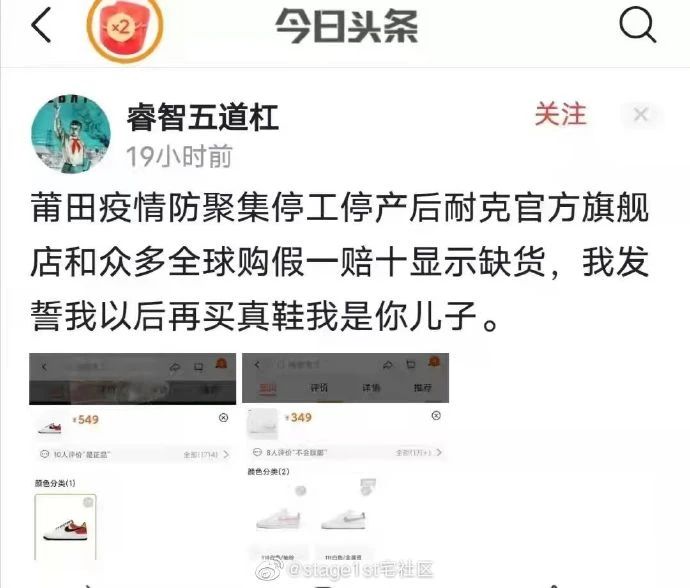 x2
今日头条
睿智五道杠
关注
19小时前
莆田疫情防聚集停工停产后耐克官方旗舰
店和众多全球购假一赔十显示缺货，我发
誓我以后再买真鞋我是你儿子。
评价
推荐
评价
详情
推荐
¥549
¥349
10人评价"是正品"
全部(1714)
8人评价"不会起脚"
颜色分类(1)
颜色分类(2)
@stage1st宅社区